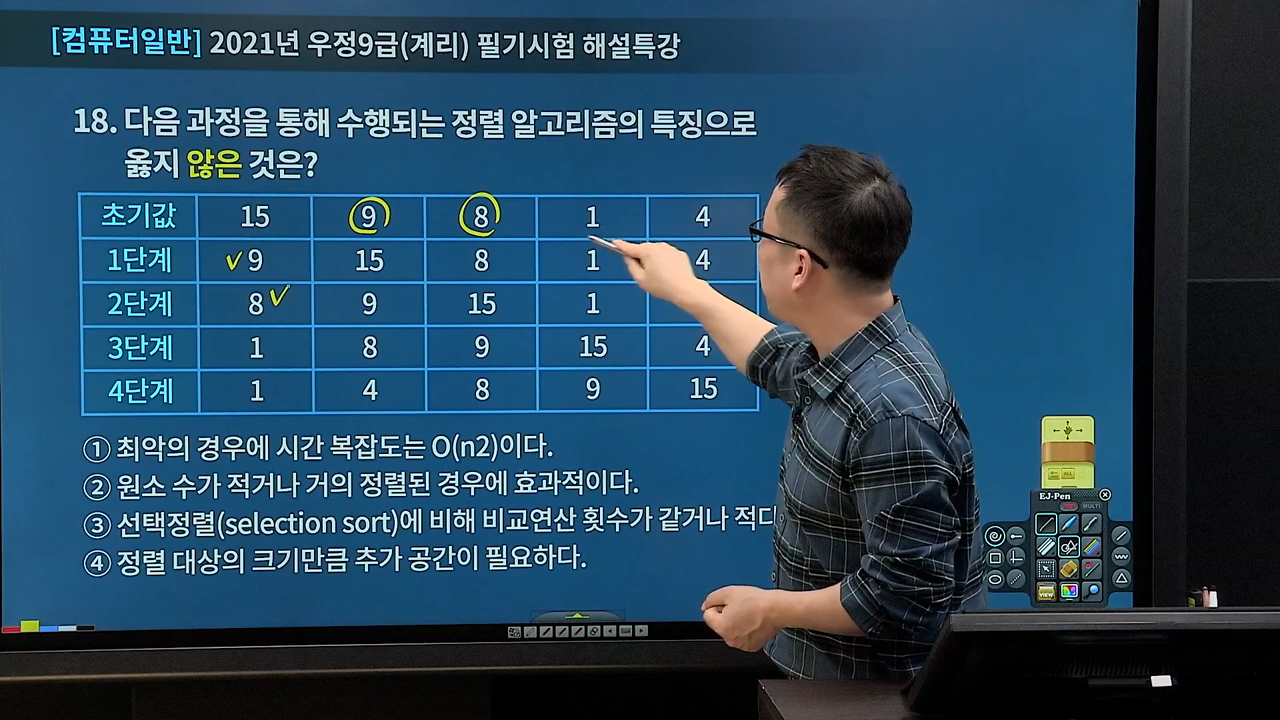 [컴퓨터일반] 2021년 우정9급(계리) 필기시험 해설특강
18. 다음 과정을 통해 수행되는 정렬 알고리즘의 특징으로
옳지 않은 것은?
초기값 15 9 8 1 4
1단계 9 15 8 1 4
2단계 8 9 15 1
3단계 1 8 9 15 4
4단계 1 4 8 9 15
① 최악의 경우에 시간 복잡도는 O(n2)이다.
② 원소 수가 적거나 거의 정렬된 경우에 효과적이다.
③ 선택정렬(selection sort)에 비해 비교연산 횟수가 같거나 적다
④ 정렬 대상의 크기만큼 추가 공간이 필요하다.
EJ-Pen
MULTI
VIEW